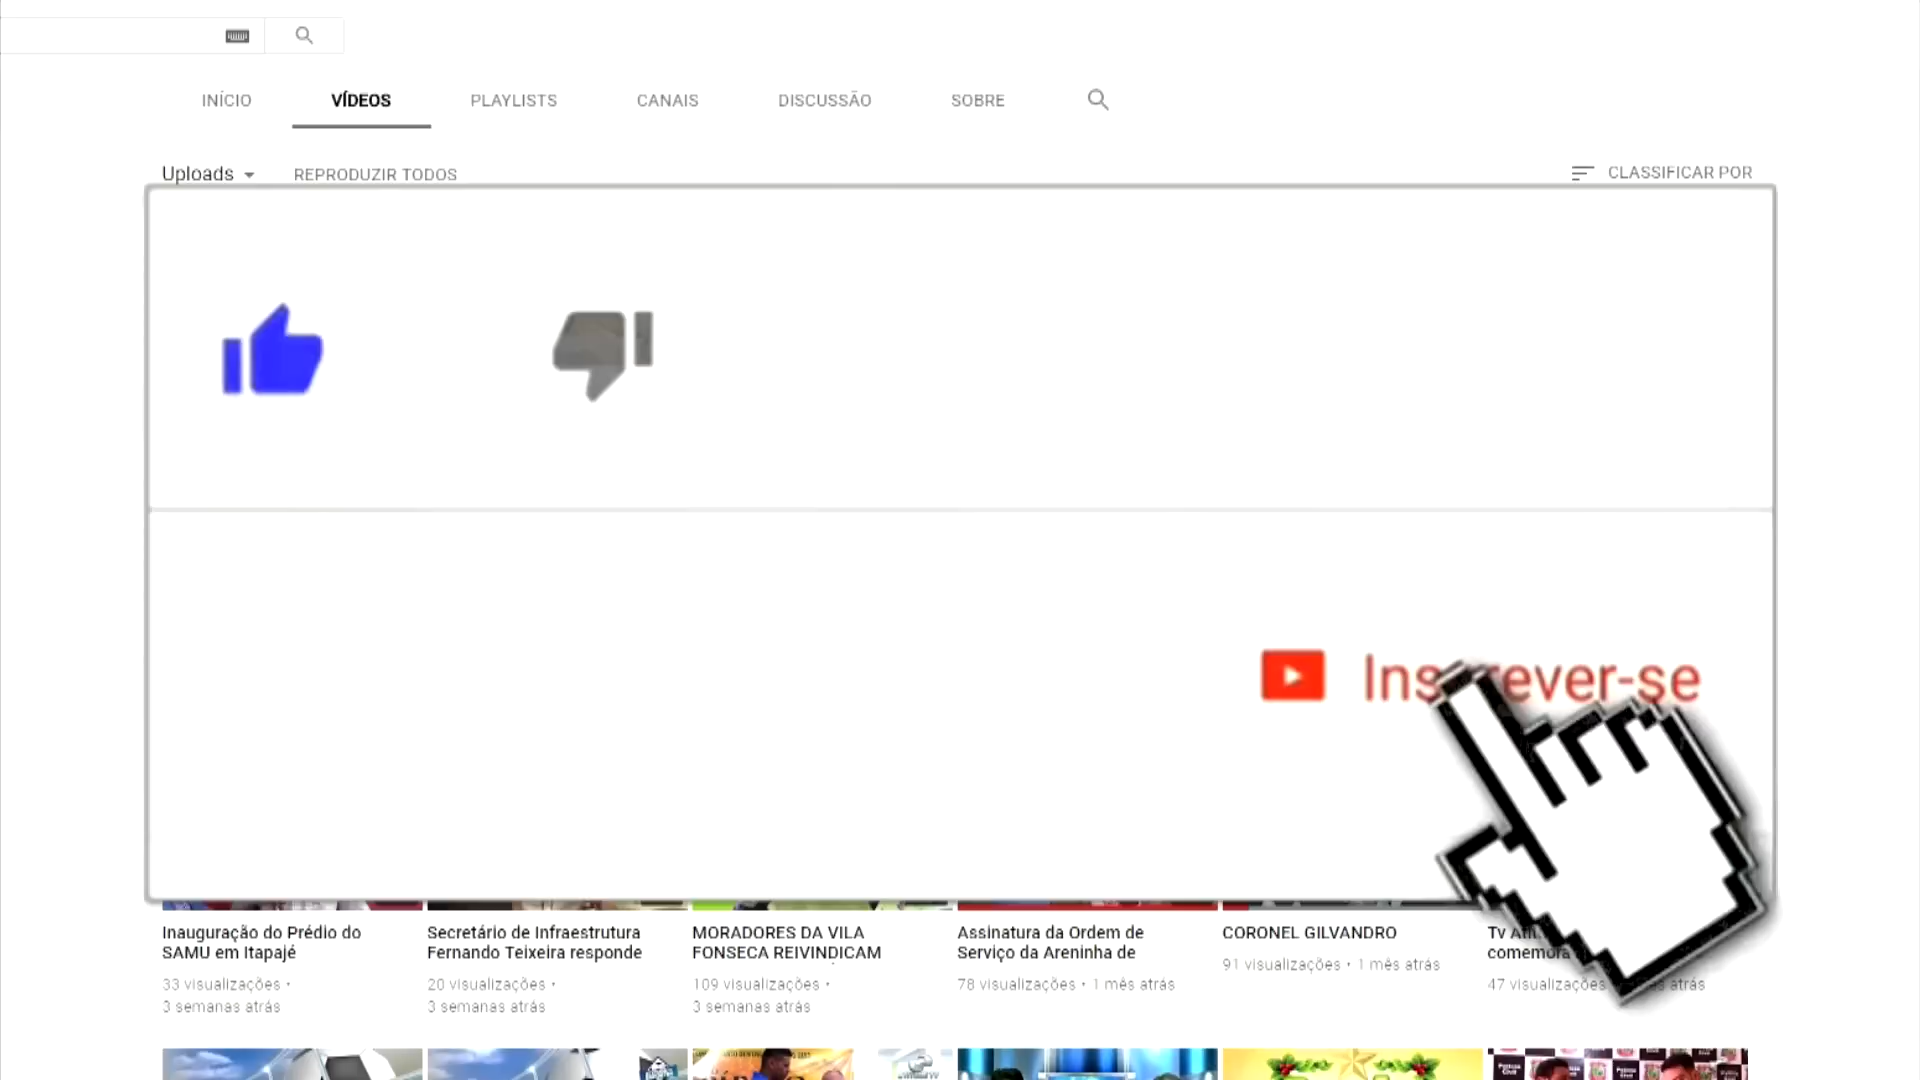 INÍCIO VÍDEOS PLAYLISTS CANAIS DISCUSSÃO SOBRE
Uploads REPRODUZIR TODOS CLASSIFICAR POR
Inscrever-se
Inauguração do Prédio do
SAMU em Itapajé
33 visualizações •
3 semanas atrás
Secretário de Infraestrutura
Fernando Teixeira responde
20 visualizações •
3 semanas atrás
MORADORES DA VILA
FONSECA REIVINDICAM
109 visualizações •
3 semanas atrás
Assinatura da Ordem de
Serviço da Areninha de
78 visualizações • 1 mês atrás
CORONEL GILVANDRO
91 visualizações • 1 mês atrás
Tv
comemora
47 visualizações atrás